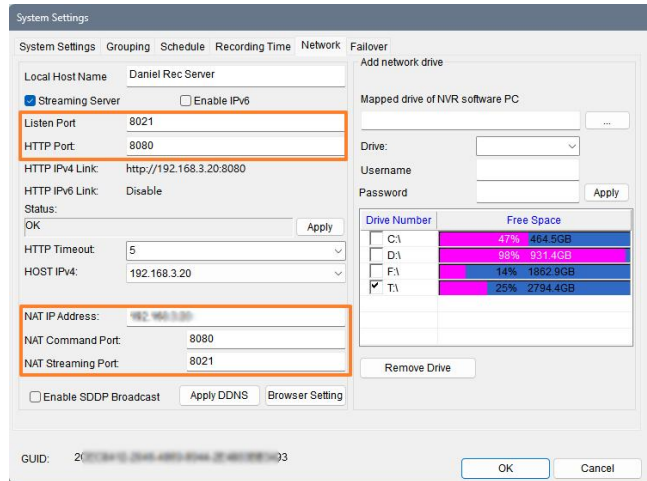 System Settings
System Settings Grouping Schedule Recording Time Network Failover
Local Host Name Daniel Rec Server
Streaming Server Enable IPv6
Listen Port 8021
HTTP Port: 8080
HTTP IPv4 Link: http://192.168.3.20:8080
HTTP IPv6 Link: Disable
Status:
OK Apply
HTTP Timeout: 5
HOST IPv4: 192.168.3.20
NAT IP Address:
NAT Command Port: 8080
NAT Streaming Port: 8021
Enable SDDP Broadcast Apply DDNS Browser Setting
Add network drive
Mapped drive of NVR software PC
...
Drive:
Username
Password Apply
Drive Number Free Space
C:\ 47% 464.5GB
D:\ 98% 931.4GB
F:\ 14% 1862.9GB
T:\ 25% 2794.4GB
Remove Drive
GUID:
OK Cancel